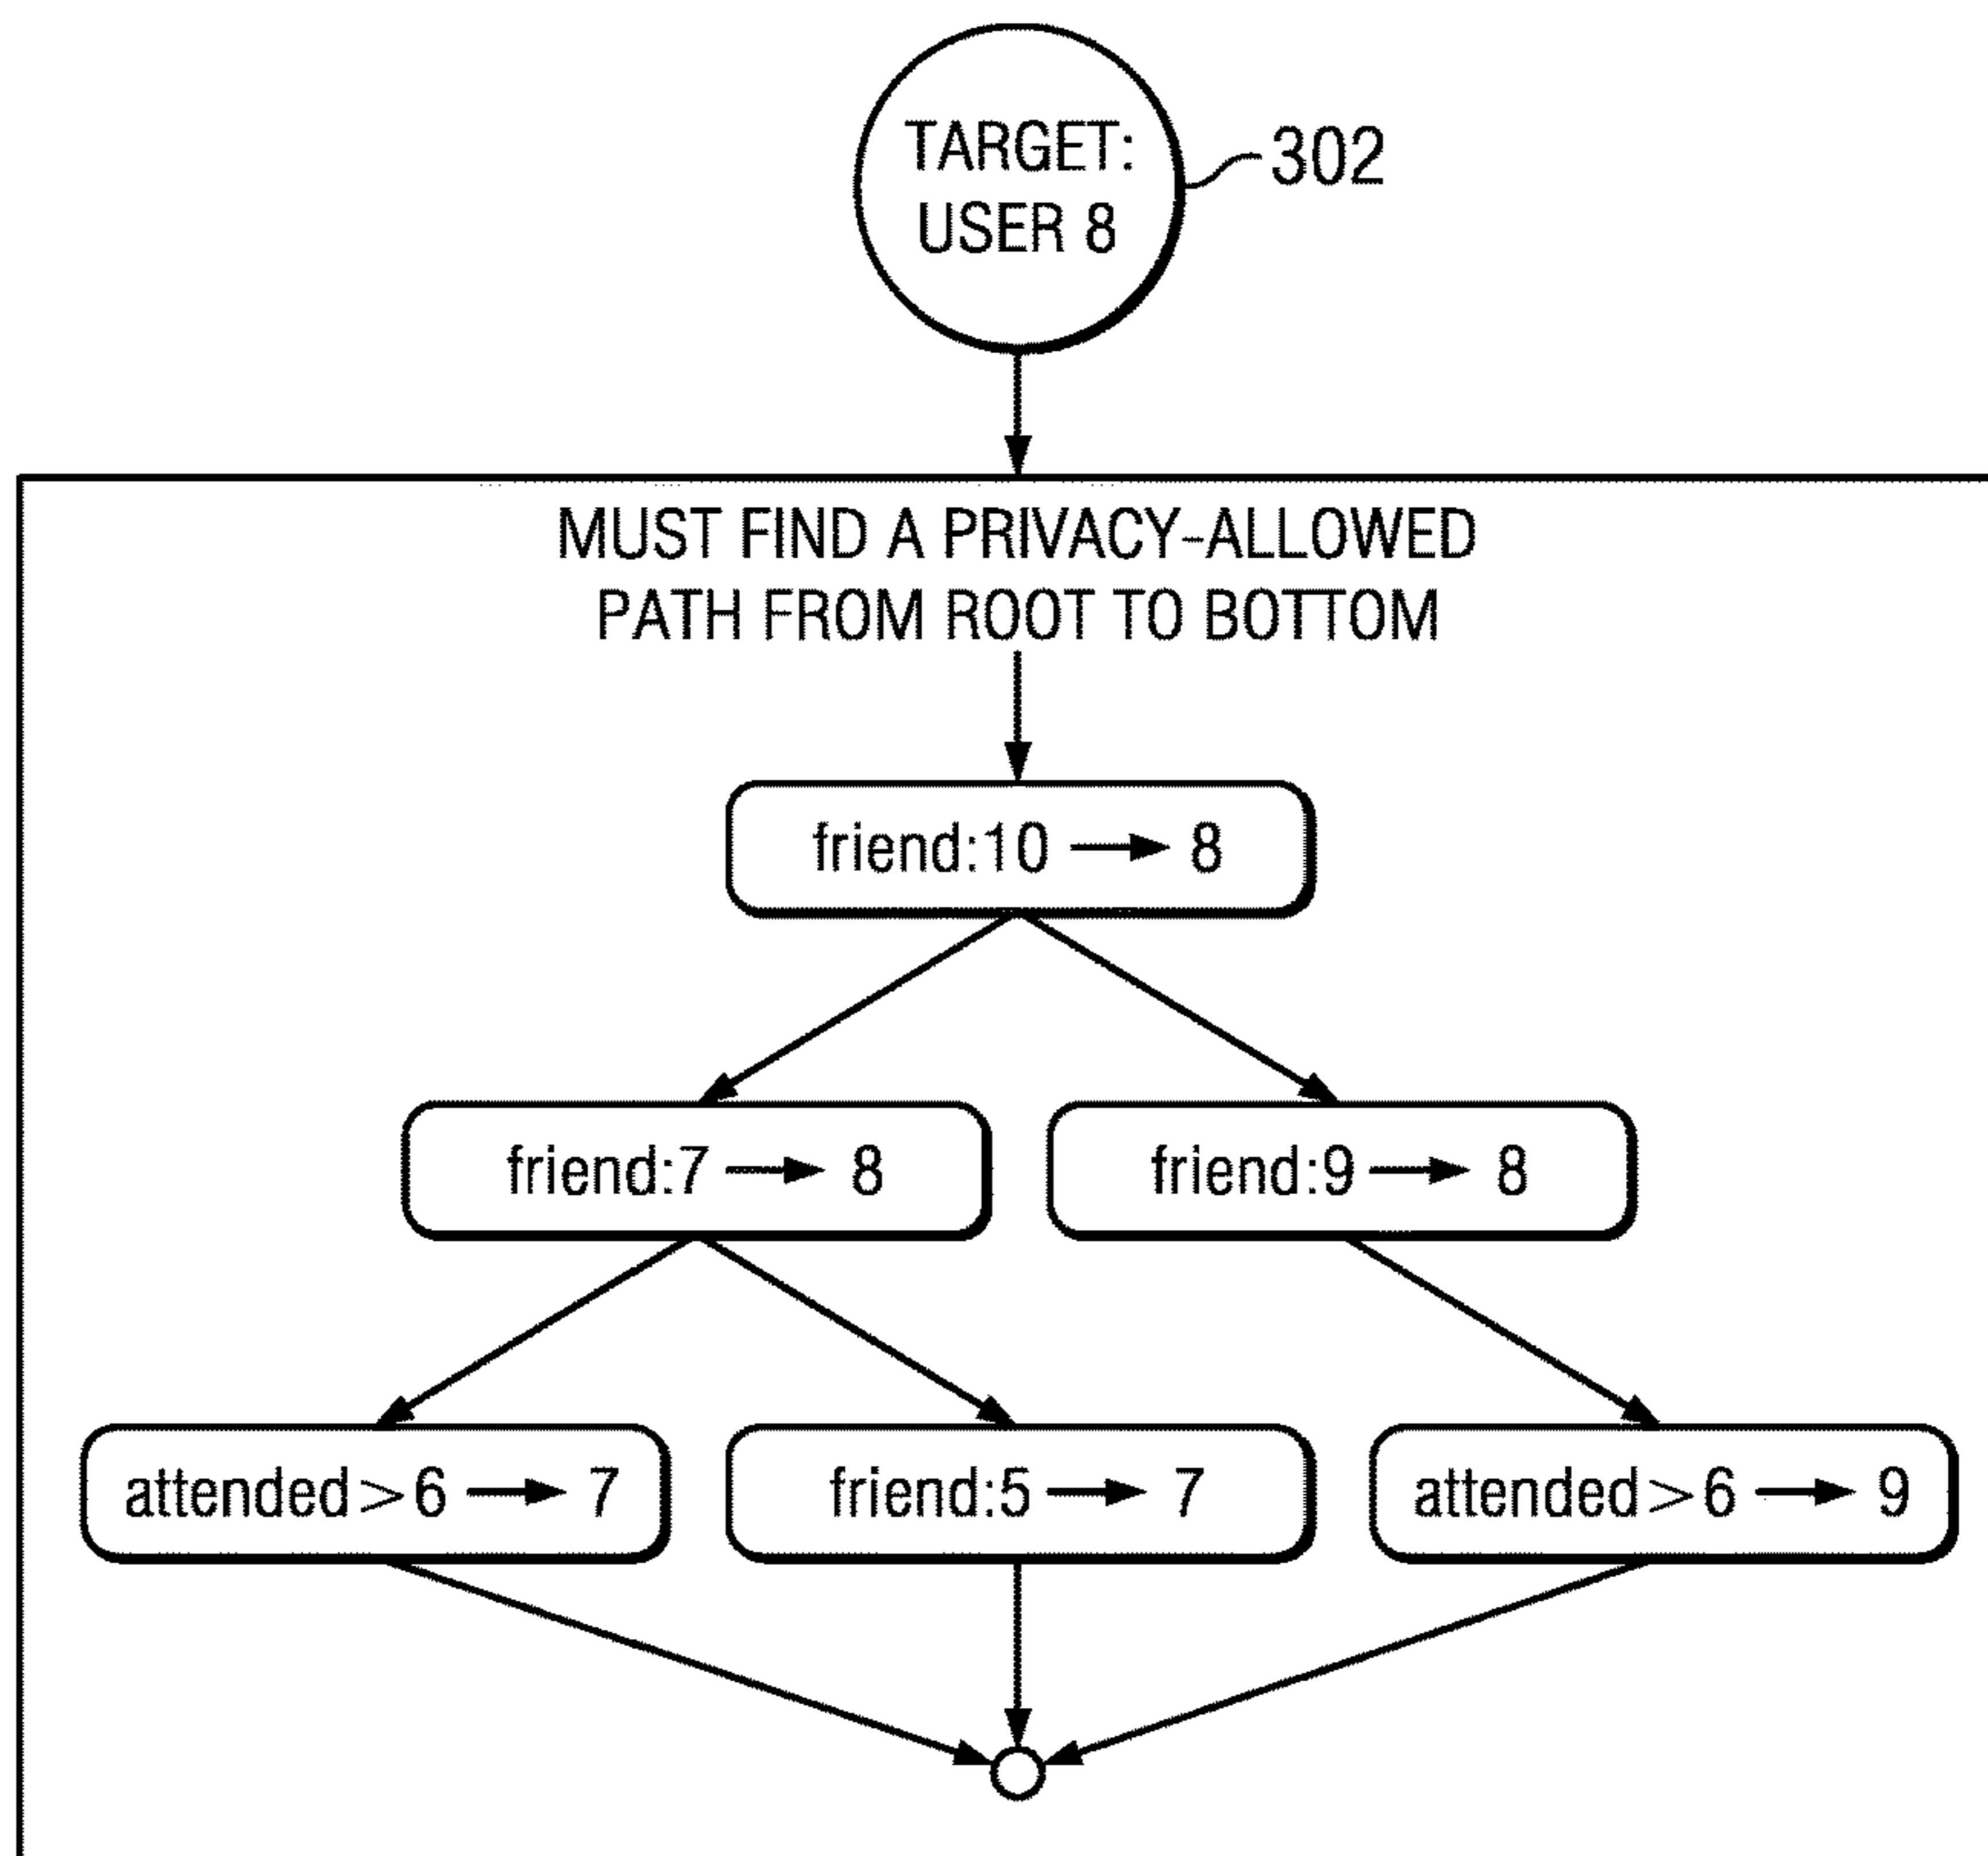 TARGET:
USER 8
302
MUST FIND A PRIVACY-ALLOWED
PATH FROM ROOT TO BOTTOM
friend:10 → 8
friend:7 → 8
friend:9 → 8
attended>6 → 7
friend:5 → 7
attended>6 → 9